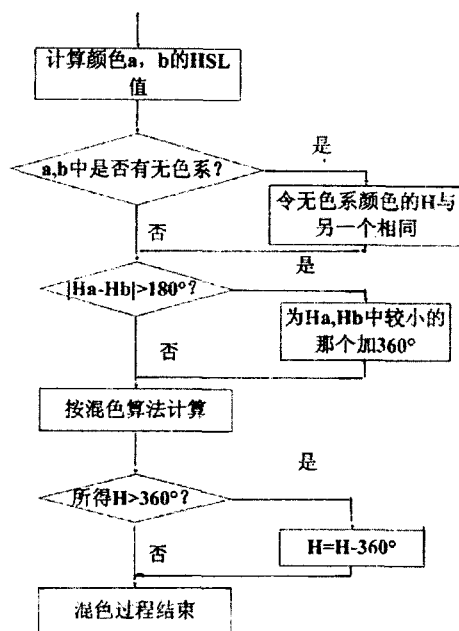 计算颜色a，b的HSL
值
a,b中是否有无色系?
是
令无色系颜色的H与
另一个相同
否
|Ha-Hb|>180°?
是
为Ha,Hb中较小的
那个加360°
否
按混色算法计算
所得H>360°?
是
H=H-360°
否
混色过程结束